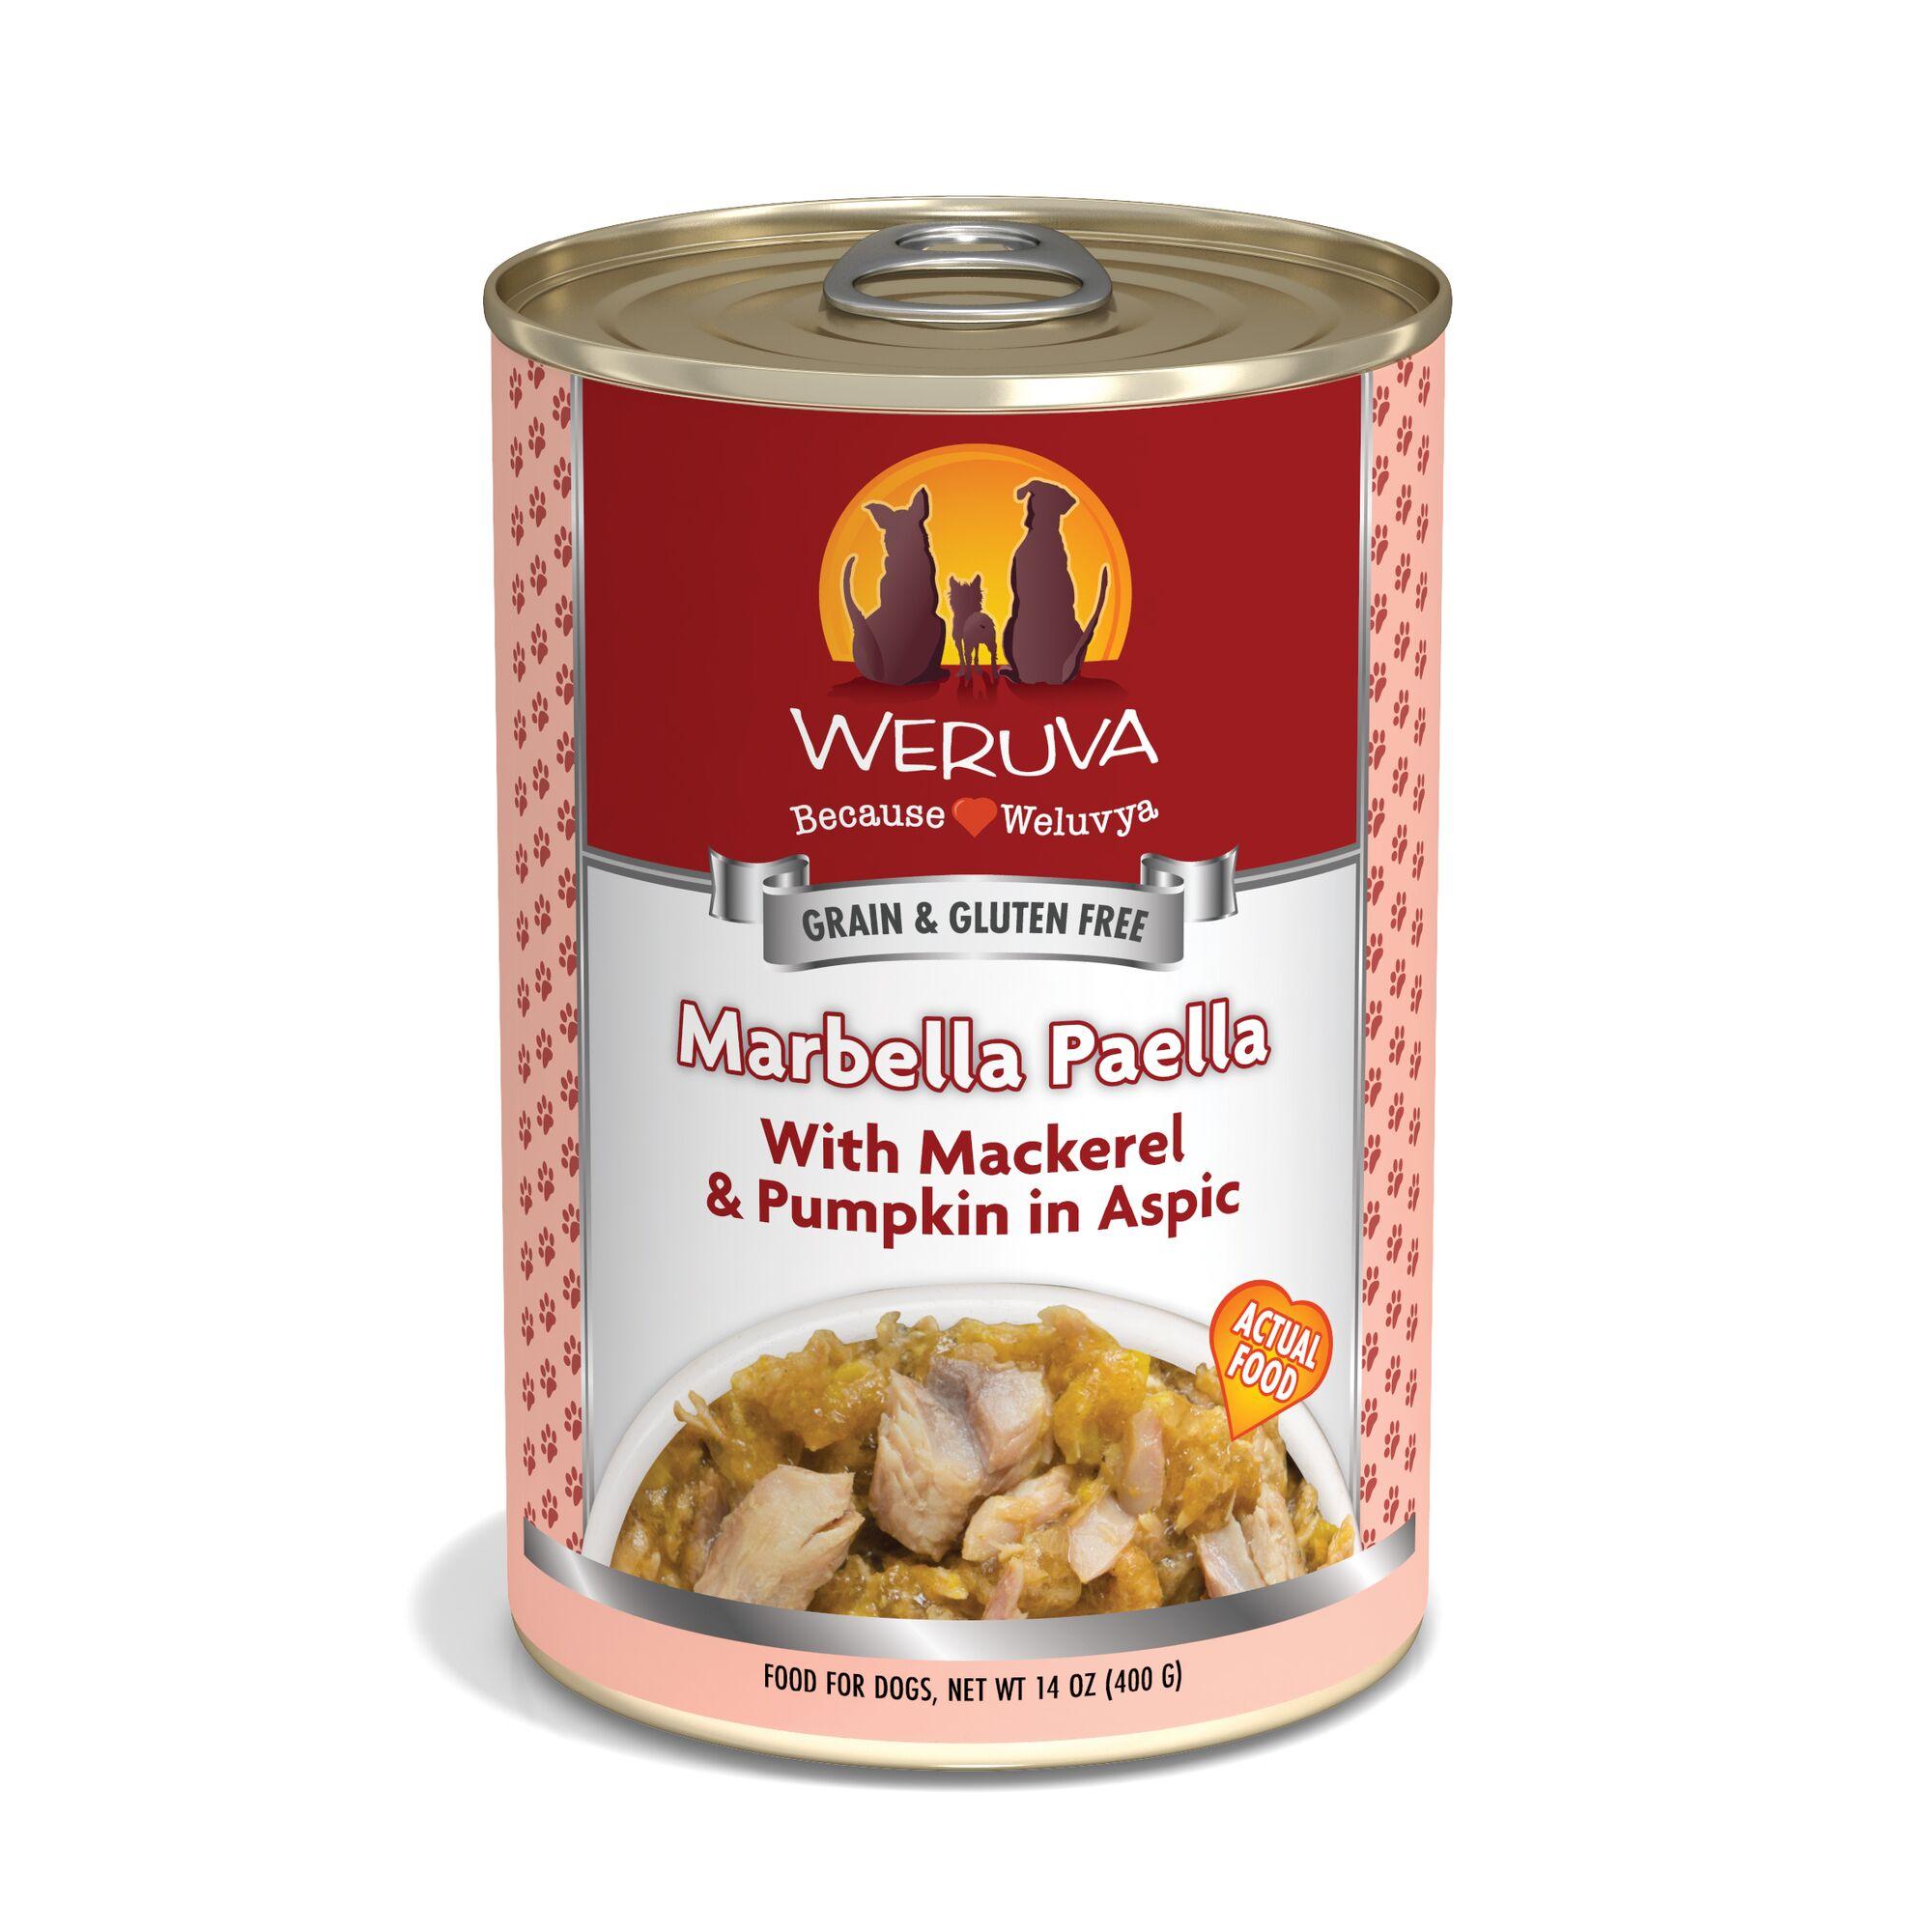 WERUVA
Because Weluvya
GRAIN & GLUTEN FREE
Marbella Paella
With Mackerel
& Pumpkin in Aspic
ACTUAL
FOOD
FOOD FOR DOGS, NET WT 14 OZ (400 G)